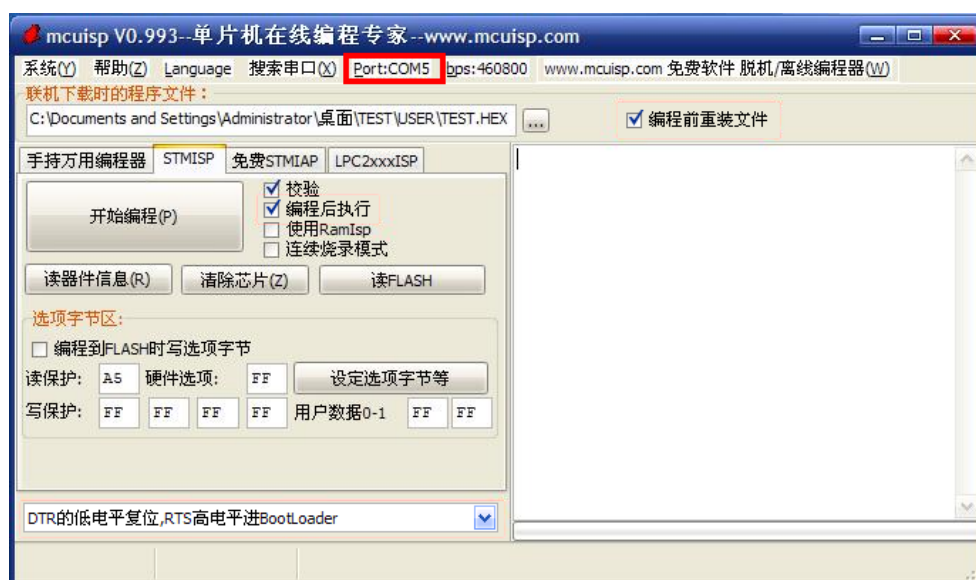 mcuisp V0.993--单片机在线编程专家--www.mcuisp.com
系统(Y) 帮助(Z) Language 搜索串口(X) Port:COM5 bps:460800 www.mcuisp.com 免费软件 脱机/离线编程器(W)
联机下载时的程序文件：
C:\Documents and Settings\Administrator\桌面\TEST\USER\TEST.HEX ... 编程前重装文件
手持万用编程器 STMISP 免费STMIAP LPC2xxxISP
开始编程(P)
校验
编程后执行
使用RamIsp
连续烧录模式
读器件信息(R) 清除芯片(Z) 读FLASH
选项字节区:
编程到FLASH时写选项字节
读保护: A5 硬件选项: FF 设定选项字节等
写保护: FF FF FF FF 用户数据0-1 FF FF
DTR的低电平复位,RTS高电平进BootLoader